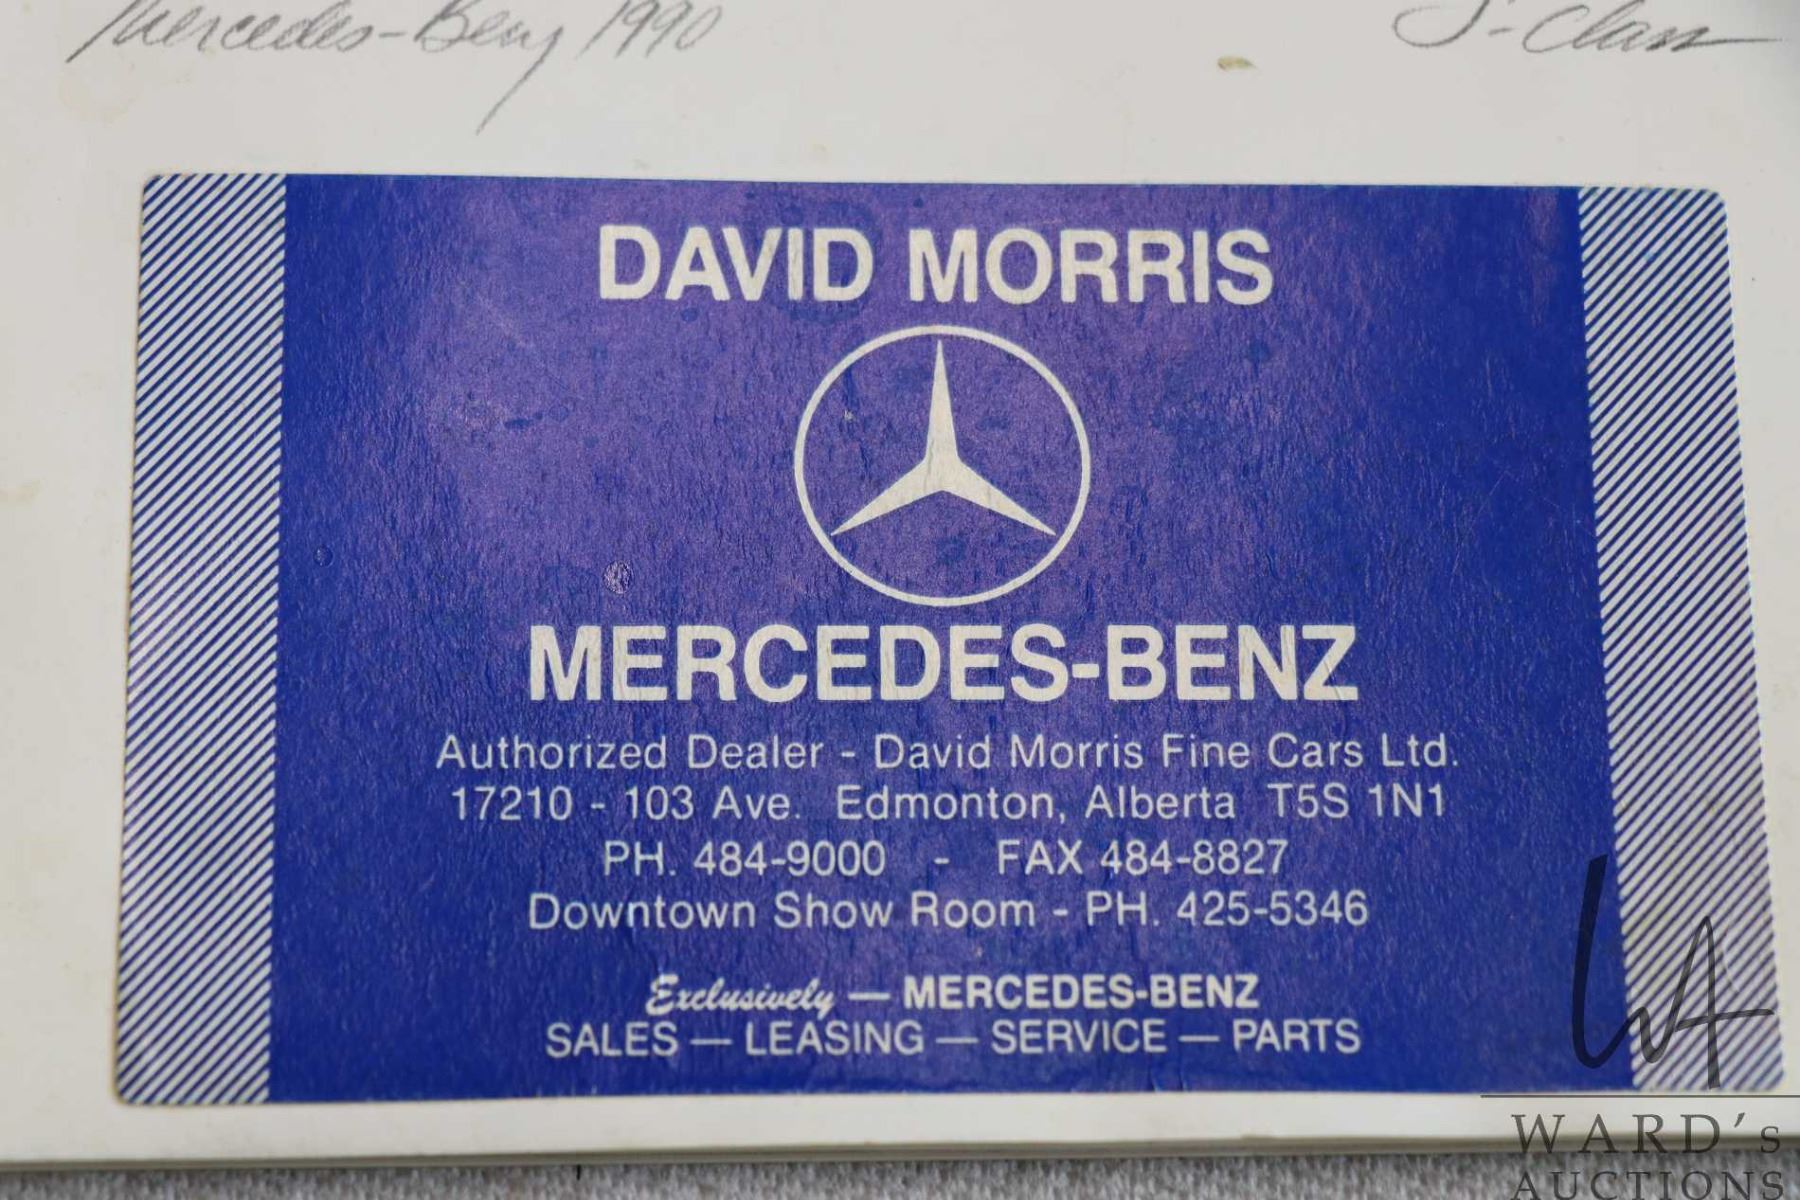 Mercedes-Benz 1990 S-Class
DAVID MORRIS
MERCEDES-BENZ
Authorized Dealer - David Morris Fine Cars Ltd.
17210 - 103 Ave. Edmonton, Alberta T5S 1N1
PH. 484-9000 - FAX 484-8827
Downtown Show Room - PH. 425-5346
Exclusively — MERCEDES-BENZ
SALES — LEASING — SERVICE — PARTS
WA
WARD's
AUCTIONS